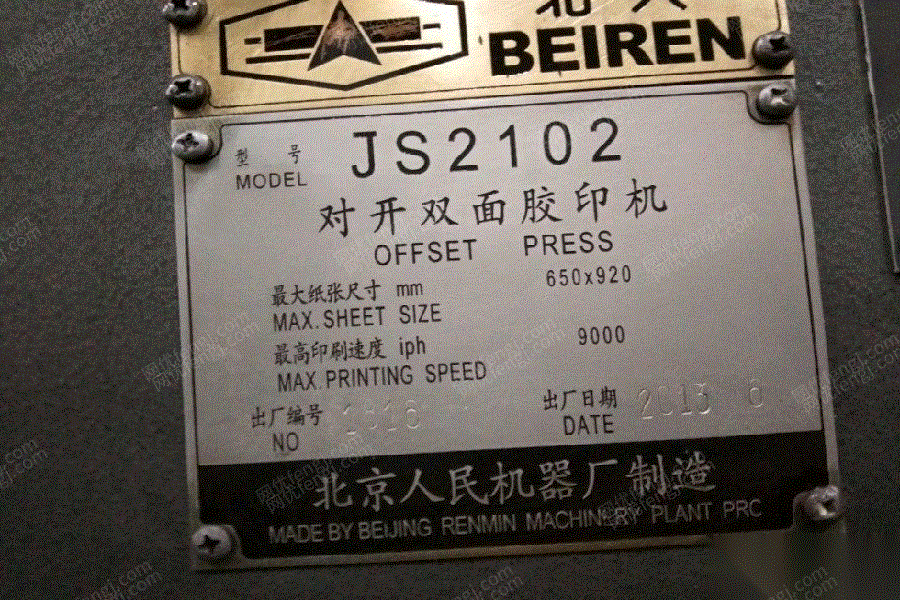 BEIREN
型 号 JS2102
MODEL
对开双面胶印机
OFFSET PRESS
最大纸张尺寸 mm 650x920
MAX. SHEET SIZE
最高印刷速度 iph 9000
MAX. PRINTING SPEED
出厂编号 出厂日期 2013 6
NO DATE
北京人民机器厂制造
MADE BY BEIJING RENMIN MACHINERY PLANT PRC